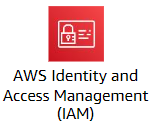 AWS Identity and
Access Management
(IAM)